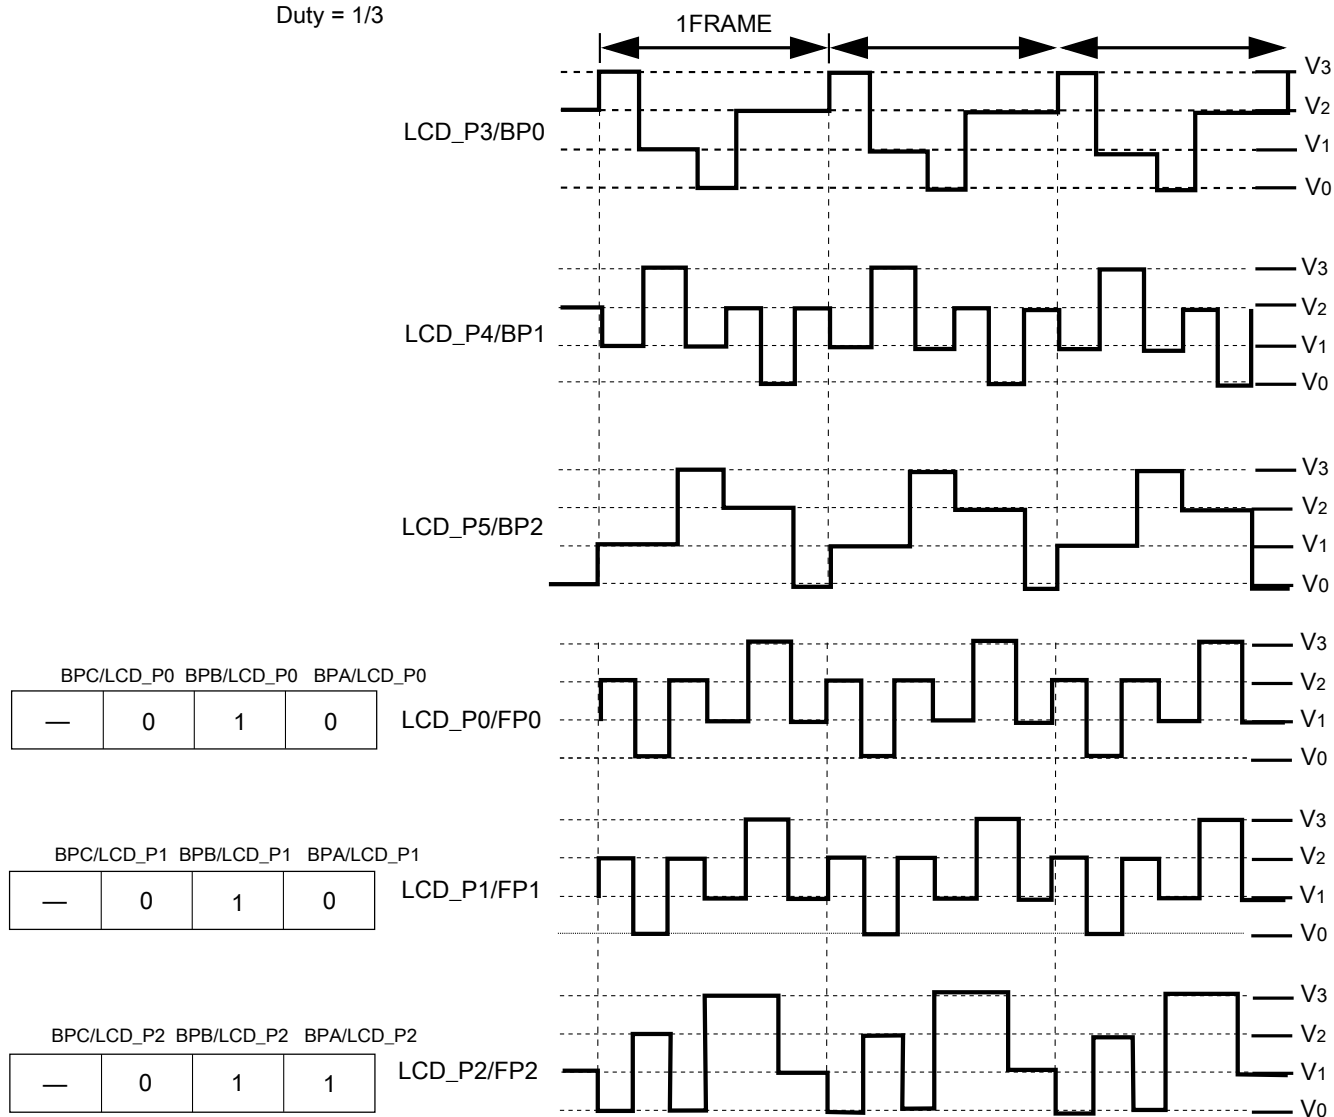 Duty = 1/3
1FRAME
LCD_P3/BP0
V3
V2
V1
V0
LCD_P4/BP1
V3
V2
V1
V0
LCD_P5/BP2
V3
V2
V1
V0
BPC/LCD_P0 BPB/LCD_P0 BPA/LCD_P0
— 0 1 0
LCD_P0/FP0
V3
V2
V1
V0
BPC/LCD_P1 BPB/LCD_P1 BPA/LCD_P1
— 0 1 0
LCD_P1/FP1
V3
V2
V1
V0
BPC/LCD_P2 BPB/LCD_P2 BPA/LCD_P2
— 0 1 1
LCD_P2/FP2
V3
V2
V1
V0